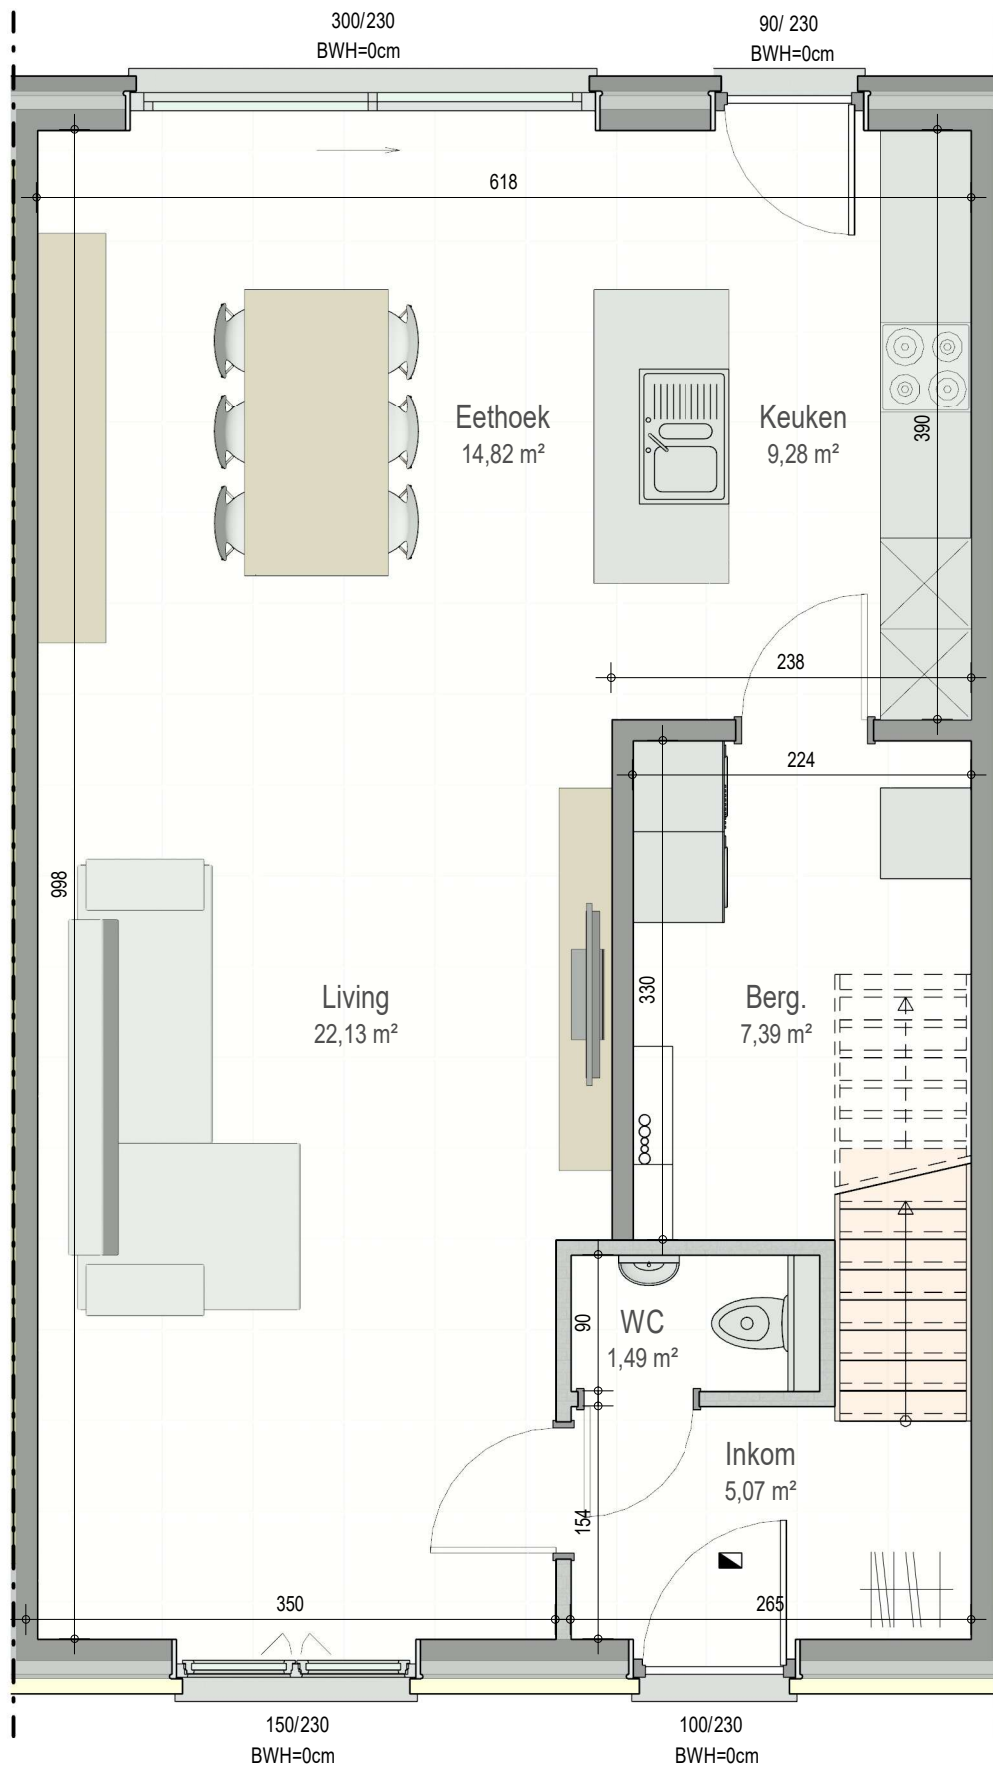 300/230
BWH=0cm
90/ 230
BWH=0cm
618
Eethoek
14,82 m²
Keuken
9,28 m²
390
238
224
998
Living
22,13 m²
330
Berg.
7,39 m²
90
WC
1,49 m²
Inkom
5,07 m²
154
350
265
150/230
BWH=0cm
100/230
BWH=0cm